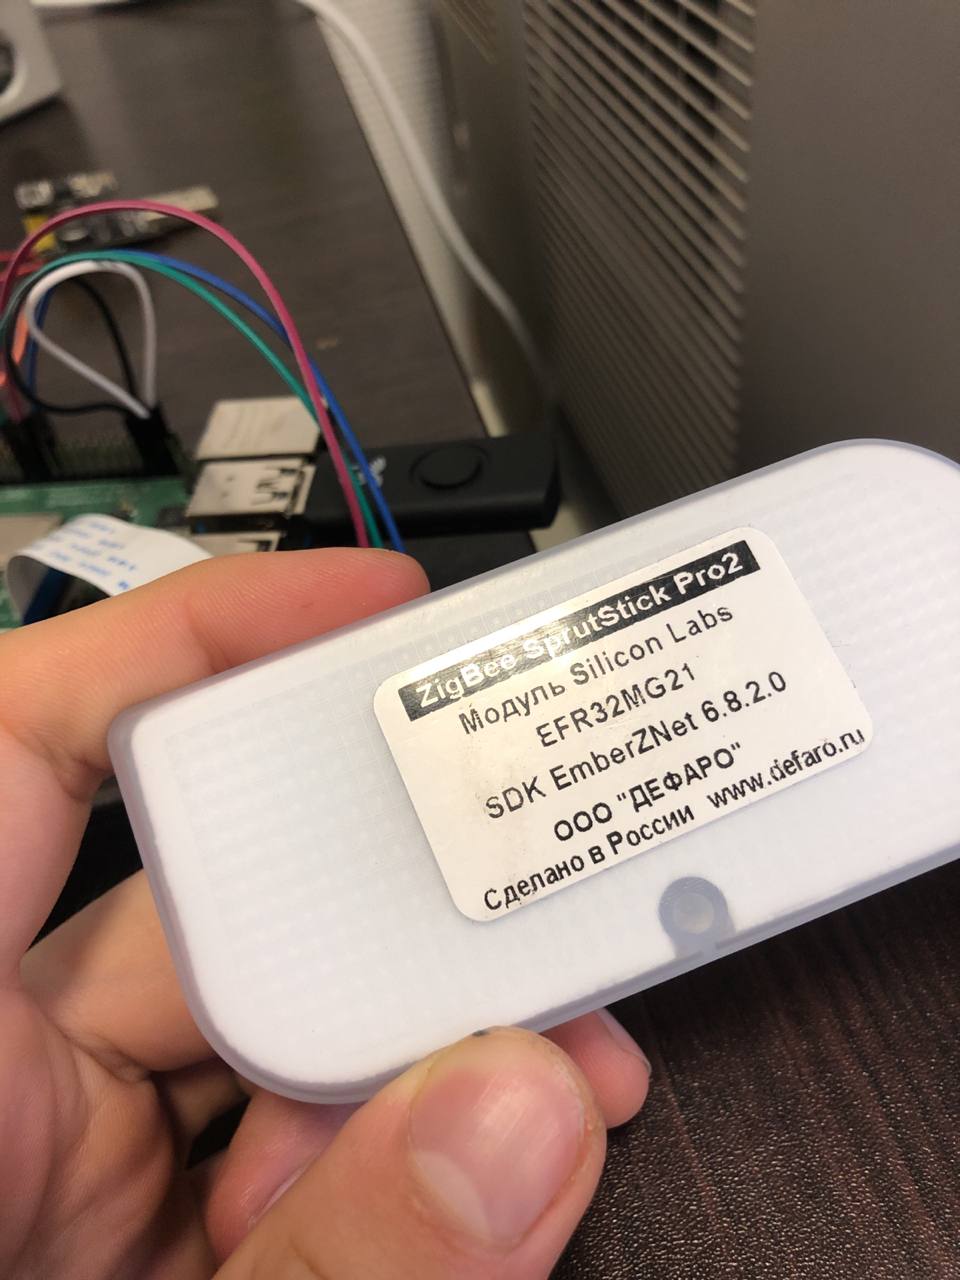 ZigBee SprutStick Pro2
Модуль Silicon Labs
EFR32MG21
SDK EmberZNet 6.8.2.0
ООО "ДЕФАРО"
Сделано в России www.defaro.ru